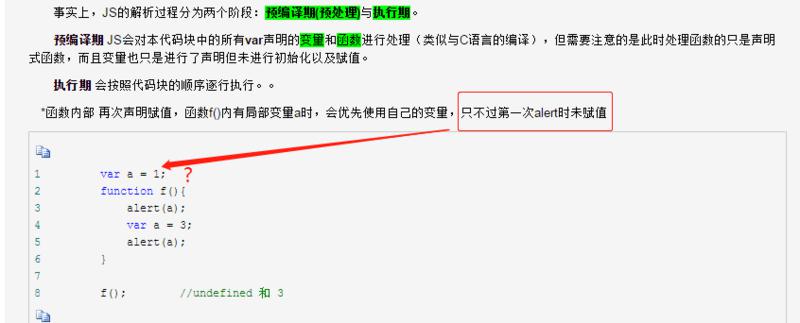 事实上，JS的解析过程分为两个阶段：预编译期(预处理)与执行期。
预编译期 JS会对本代码块中的所有var声明的变量和函数进行处理（类似与C语言的编译），但需要注意的是此时处理函数的只是声明
式函数，而且变量也只是进行了声明但未进行初始化以及赋值。
执行期 会按照代码块的顺序逐行执行。。
*函数内部 再次声明赋值，函数f()内有局部变量a时，会优先使用自己的变量，只不过第一次alert时未赋值
1 var a = 1; ？
2 function f(){
3 alert(a);
4 var a = 3;
5 alert(a);
6 }
7
8 f(); //undefined 和 3